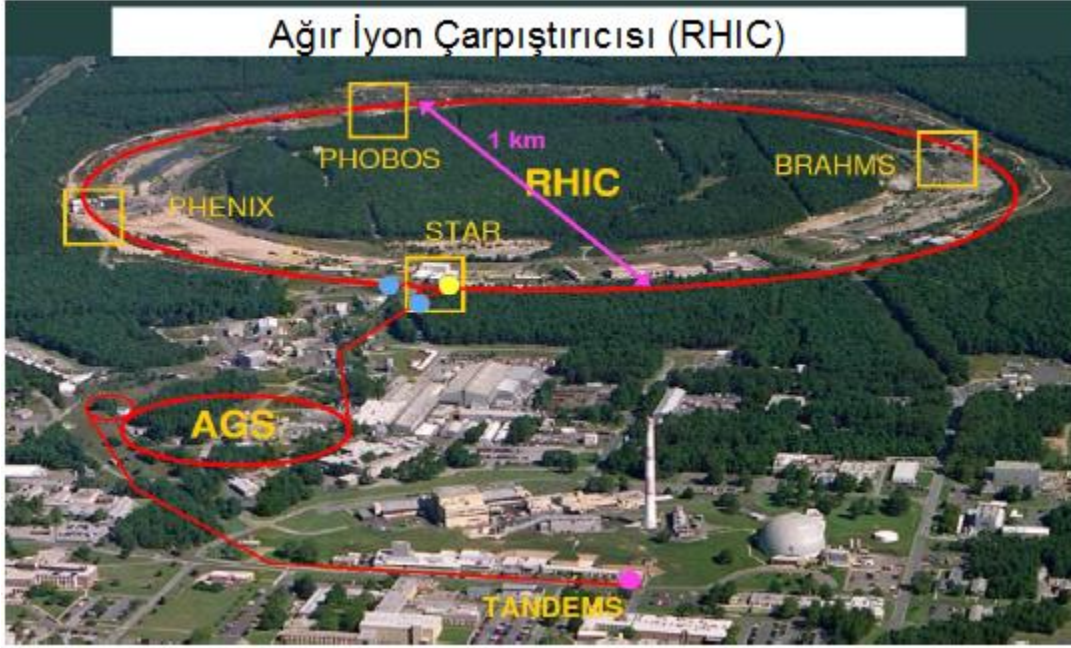 Ağır İyon Çarpıştırıcısı (RHIC)
PHOBOS
1 km
RHIC
BRAHMS
PHENIX
STAR
AGS
TANDEMS